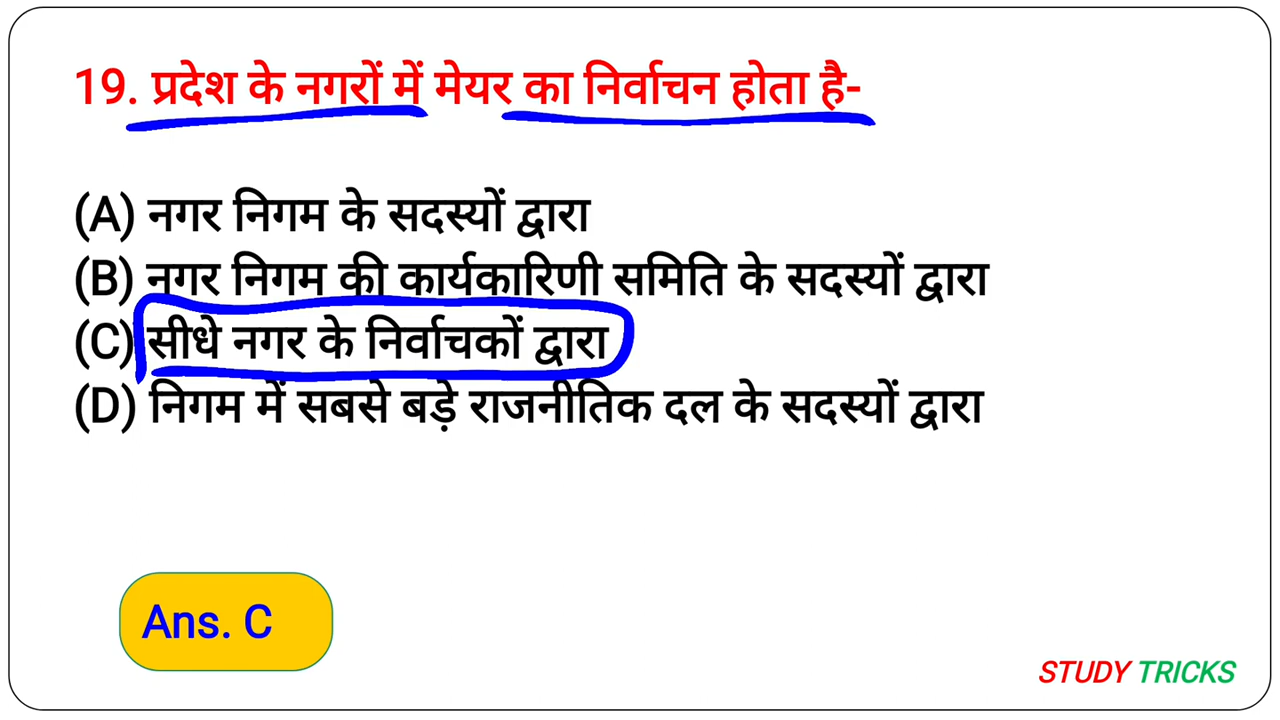 19. प्रदेश के नगरों में मेयर का निर्वाचन होता है-
(A) नगर निगम के सदस्यों द्वारा
(B) नगर निगम की कार्यकारिणी समिति के सदस्यों द्वारा
(C) सीधे नगर के निर्वाचकों द्वारा
(D) निगम में सबसे बड़े राजनीतिक दल के सदस्यों द्वारा
Ans. C
STUDY TRICKS